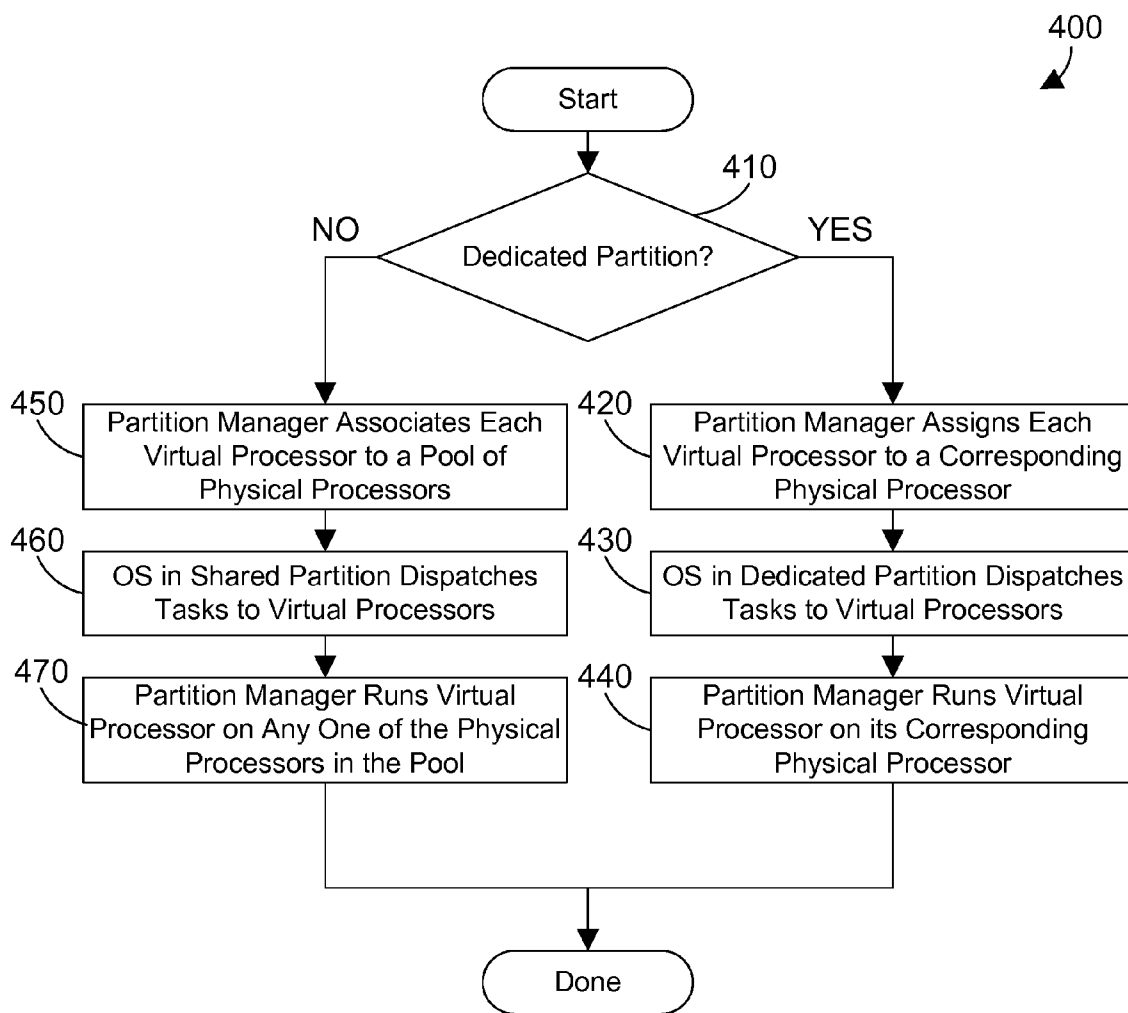 400
Start
410
NO
YES
Dedicated Partition?
450
Partition Manager Associates Each
Virtual Processor to a Pool of
Physical Processors
420
Partition Manager Assigns Each
Virtual Processor to a Corresponding
Physical Processor
460
OS in Shared Partition Dispatches
Tasks to Virtual Processors
430
OS in Dedicated Partition Dispatches
Tasks to Virtual Processors
470
Partition Manager Runs Virtual
Processor on Any One of the Physical
Processors in the Pool
440
Partition Manager Runs Virtual
Processor on its Corresponding
Physical Processor
Done